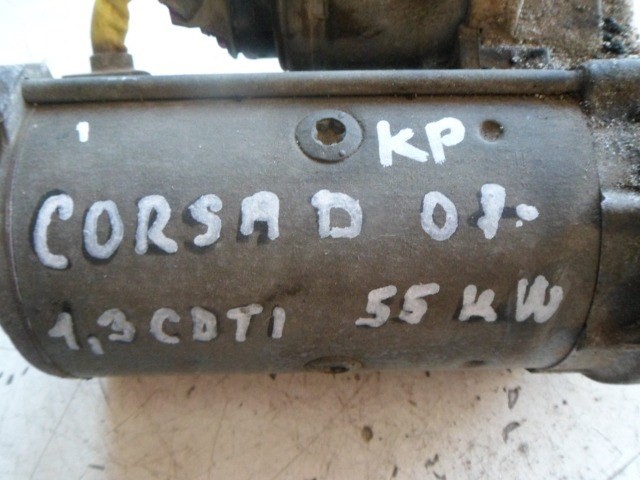 1 KP
CORSA D 07.
1,3 CDTI 55 KW